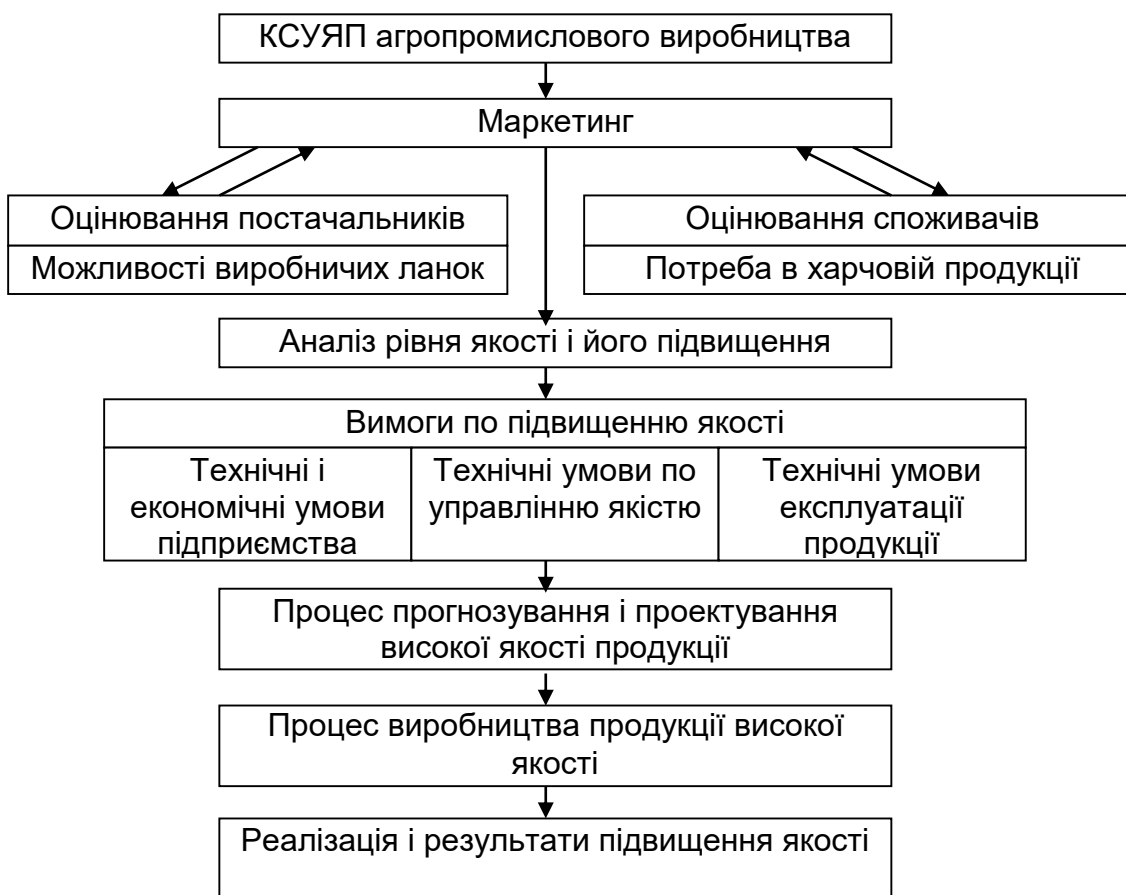 КСУЯП агропромислового виробництва
Маркетинг
Оцінювання постачальників
Можливості виробничих ланок
Оцінювання споживачів
Потреба в харчовій продукції
Аналіз рівня якості і його підвищення
Вимоги по підвищенню якості
Технічні і
економічні умови
підприємства
Технічні умови по
управлінню якістю
Технічні умови
експлуатації
продукції
Процес прогнозування і проектування
високої якості продукції
Процес виробництва продукції високої
якості
Реалізація і результати підвищення якості